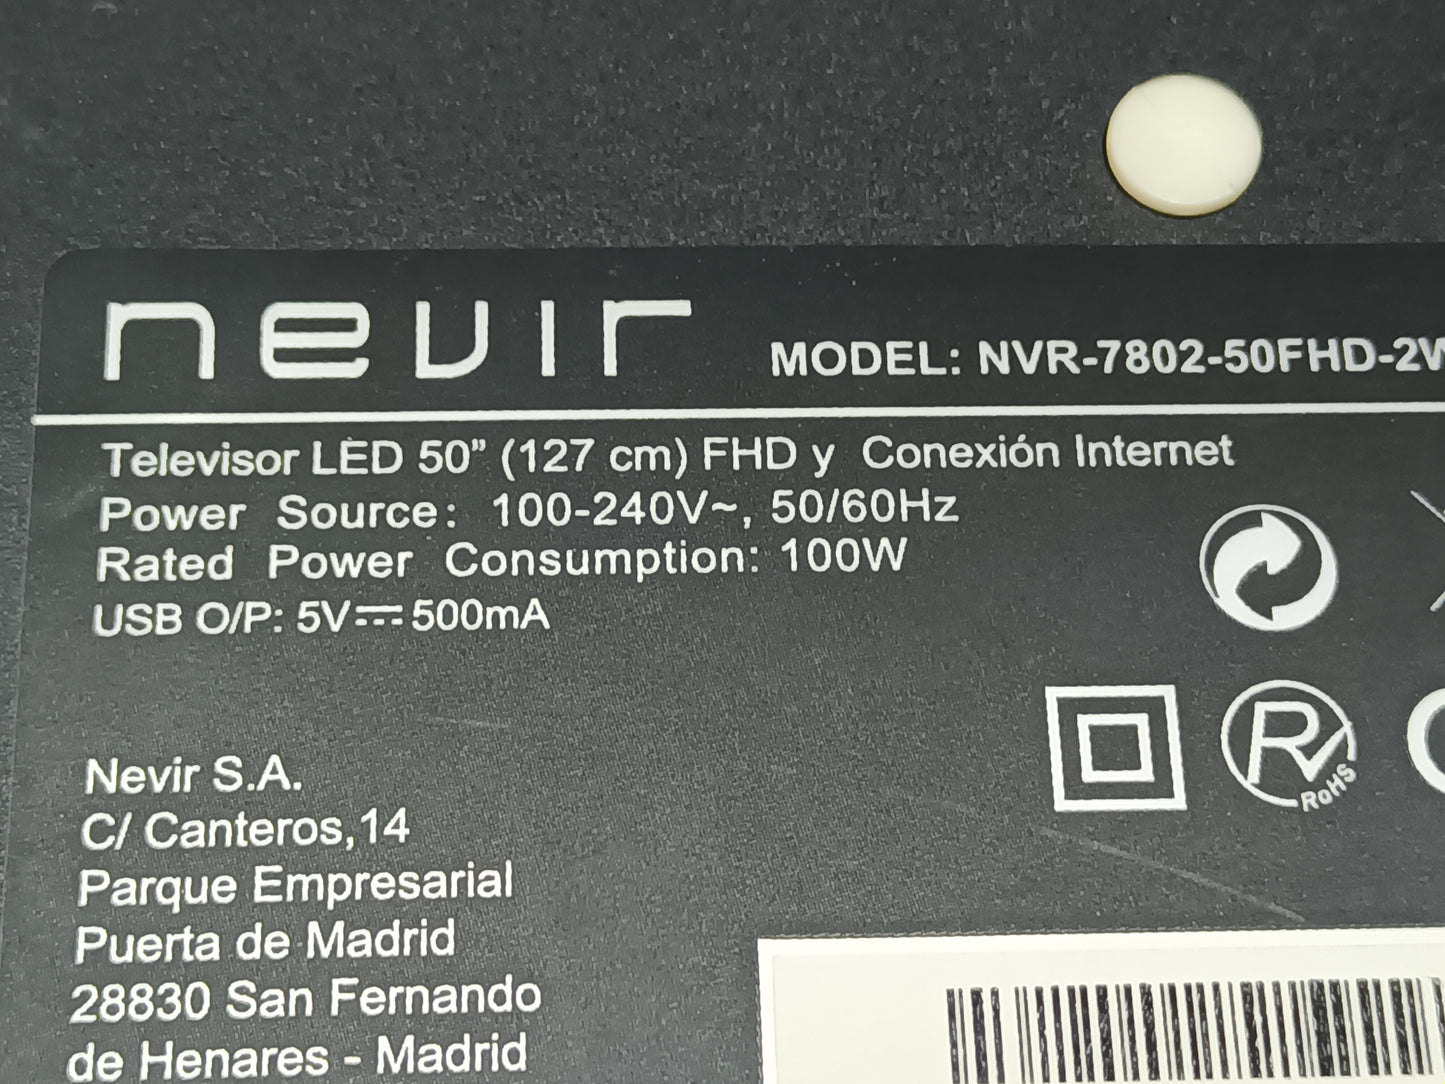 nevir
MODEL: NVR-7802-50FHD-2W
Televisor LED 50” (127 cm) FHD y Conexión Internet
Power Source: 100-240V~, 50/60Hz
Rated Power Consumption: 100W
USB O/P: 5V⎓500mA
RoHS
Nevir S.A.
C/ Canteros,14
Parque Empresarial
Puerta de Madrid
28830 San Fernando
de Henares - Madrid